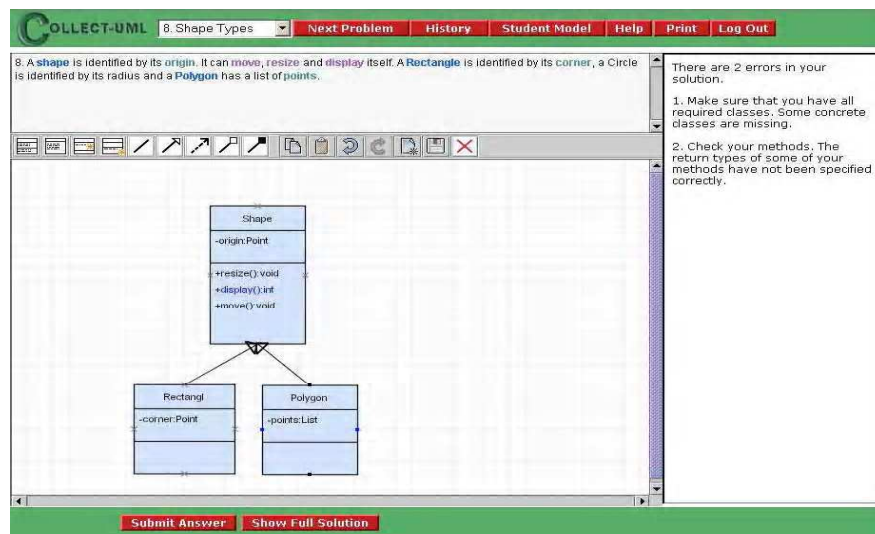 COLLECT-UML 8. Shape Types Next Problem History Student Model Help Print Log Out
8. A shape is identified by its origin. It can move, resize and display itself. A Rectangle is identified by its corner, a Circle
is identified by its radius and a Polygon has a list of points.
There are 2 errors in your
solution.
1. Make sure that you have all
required classes. Some concrete
classes are missing.
2. Check your methods. The
return types of some of your
methods have not been specified
correctly.
Shape
-origin:Point
+resize():void
+display():int
+move():void
Rectangl
-corner:Point
Polygon
-points:List
Submit Answer Show Full Solution